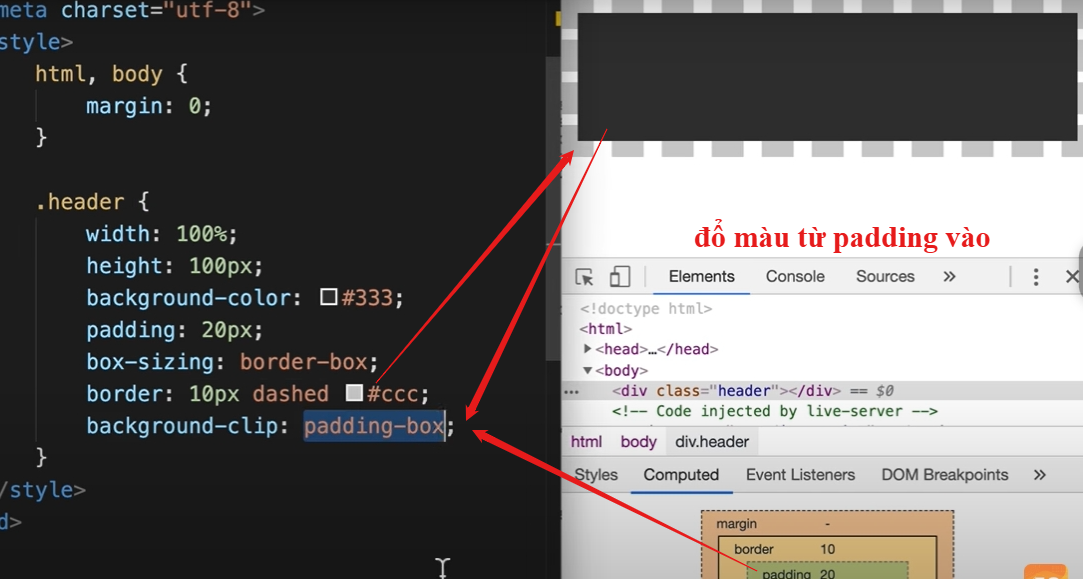 meta charset="utf-8">
style>
html, body {
margin: 0;
}
.header {
width: 100%;
height: 100px;
background-color: #333;
padding: 20px;
box-sizing: border-box;
border: 10px dashed #ccc;
background-clip: padding-box;
}
/style>
d>
đổ màu từ padding vào
Elements Console Sources »
<!doctype html>
<html>
<head>…</head>
<body>
<div class="header"></div> == $0
<!-- Code injected by live-server -->
html body div.header
Styles Computed Event Listeners DOM Breakpoints »
margin -
border 10
padding 20